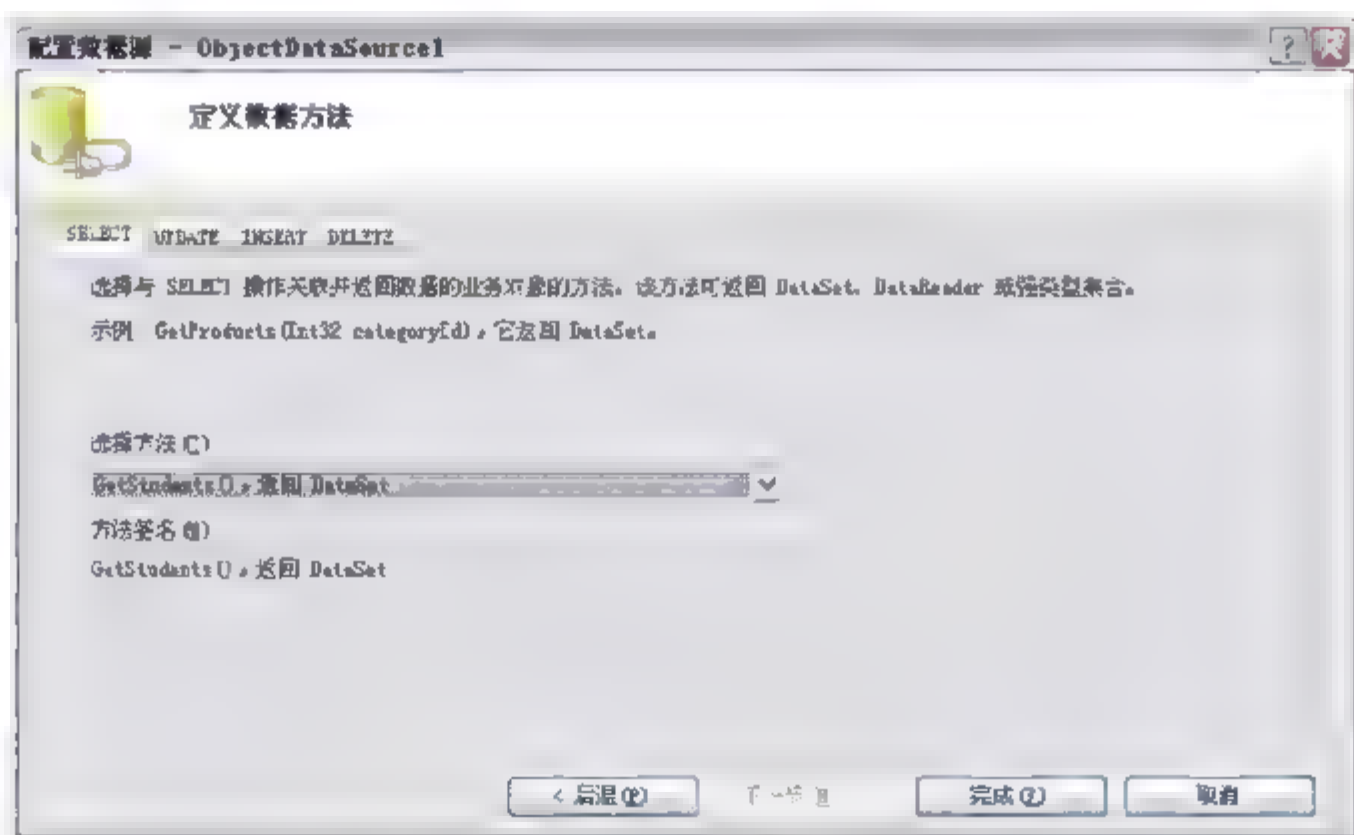 配置数据源 - ObjectDataSource1
定义数据方法
SELECT UPDATE INSERT DELETE
选择与 SELECT 操作关联并返回数据的业务对象的方法。该方法可返回 DataSet、DataReader 或强类型集合。
示例 GetProducts(Int32 categoryId)，它返回 DataSet。
选择方法(C)
GetStudents()，返回 DataSet
方法签名
GetStudents()，返回 DataSet
< 后退(P) 下一步 完成(F) 取消